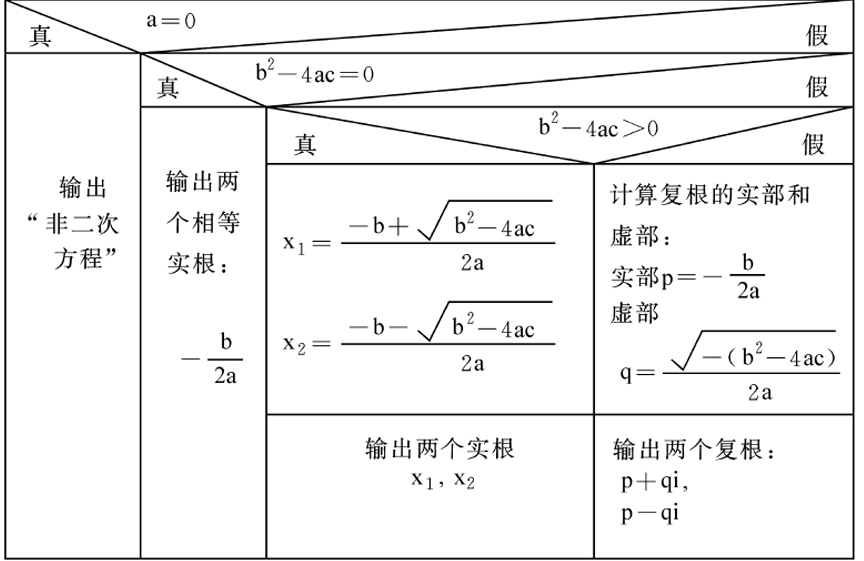 a=0
真
假
b²-4ac=0
真
假
b²-4ac>0
真
假
输出
“非二次
方程”
输出两
个相等
实根：
- b/2a
x₁= (-b+√(b²-4ac))/2a
x₂= (-b-√(b²-4ac))/2a
输出两个实根
x₁, x₂
计算复根的实部和
虚部：
实部p=- b/2a
虚部
q= √(-(b²-4ac))/2a
输出两个复根：
p+qi,
p-qi